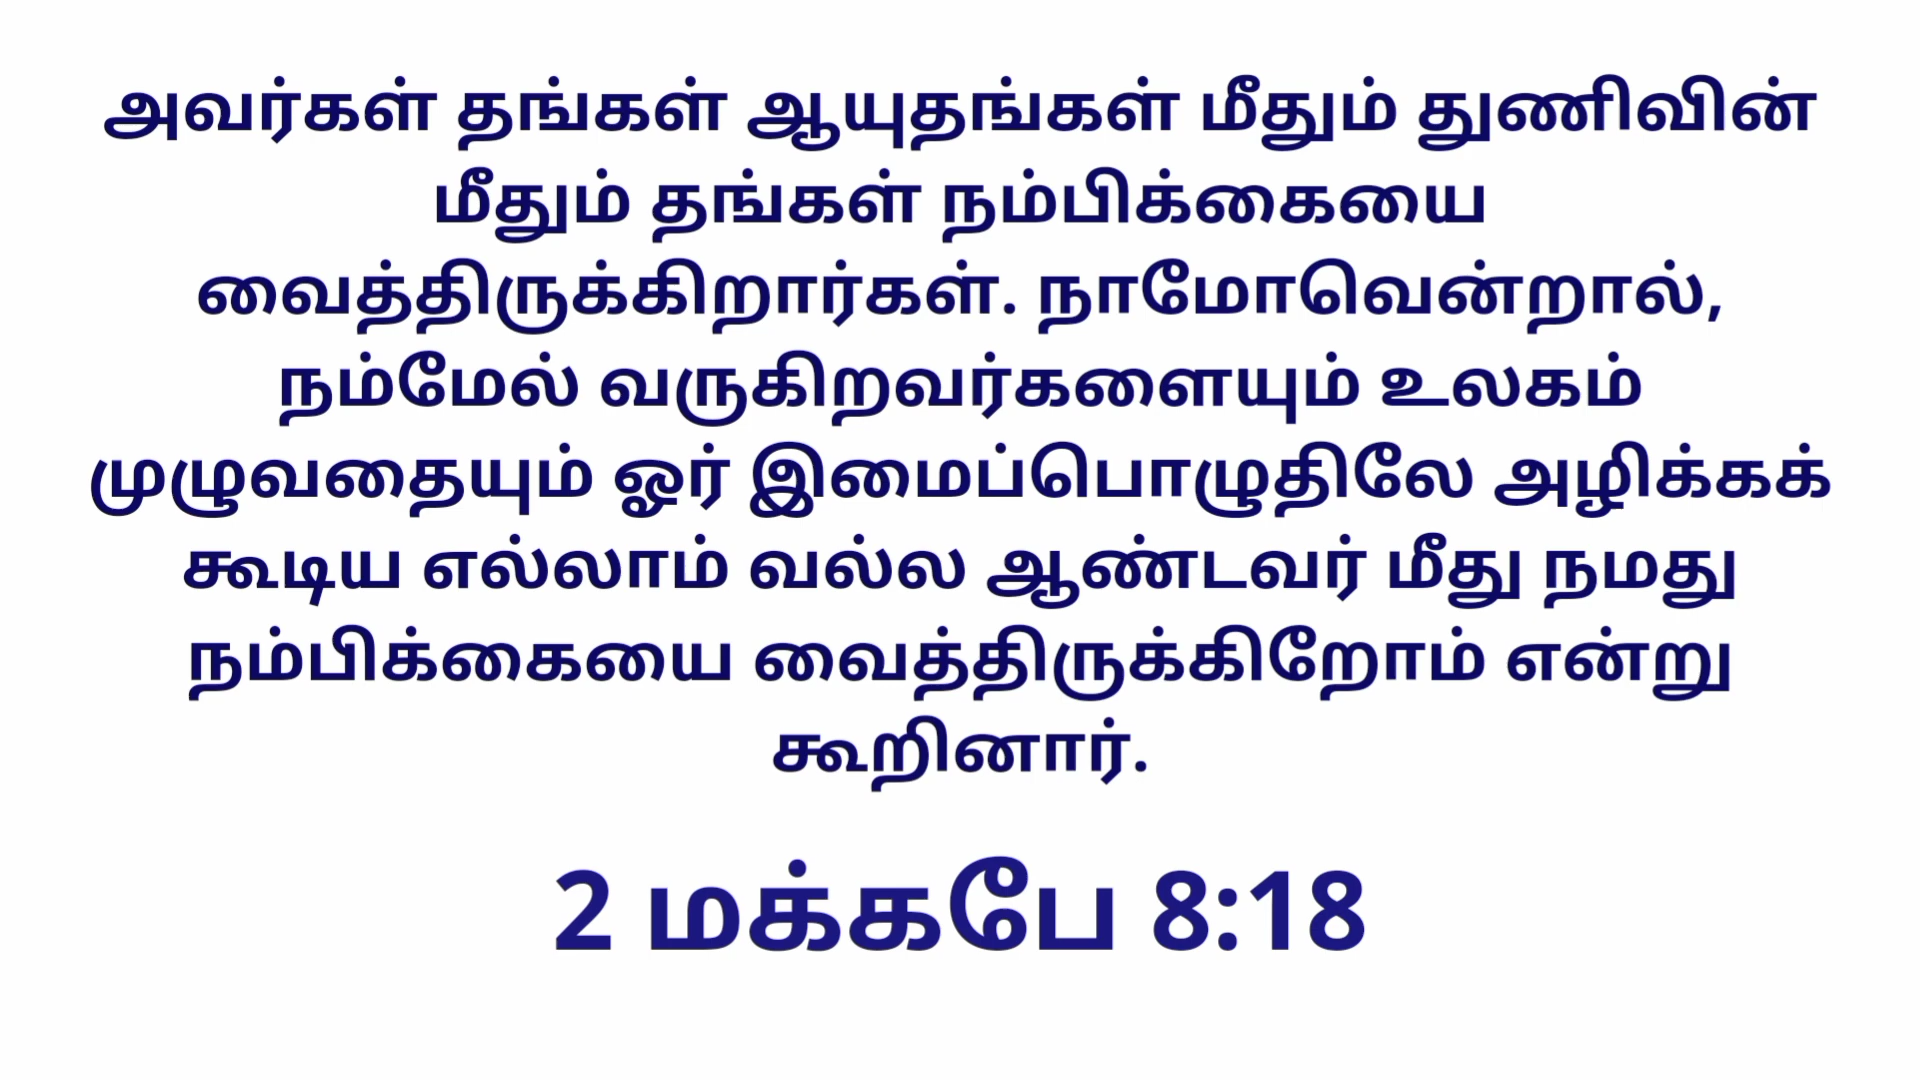 அவர்கள் தங்கள் ஆயுதங்கள் மீதும் துணிவின்
மீதும் தங்கள் நம்பிக்கையை
வைத்திருக்கிறார்கள். நாமோவென்றால்,
நம்மேல் வருகிறவர்களையும் உலகம்
முழுவதையும் ஓர் இமைப்பொழுதிலே அழிக்கக்
கூடிய எல்லாம் வல்ல ஆண்டவர் மீது நமது
நம்பிக்கையை வைத்திருக்கிறோம் என்று
கூறினார்.
2 மக்கபே 8:18